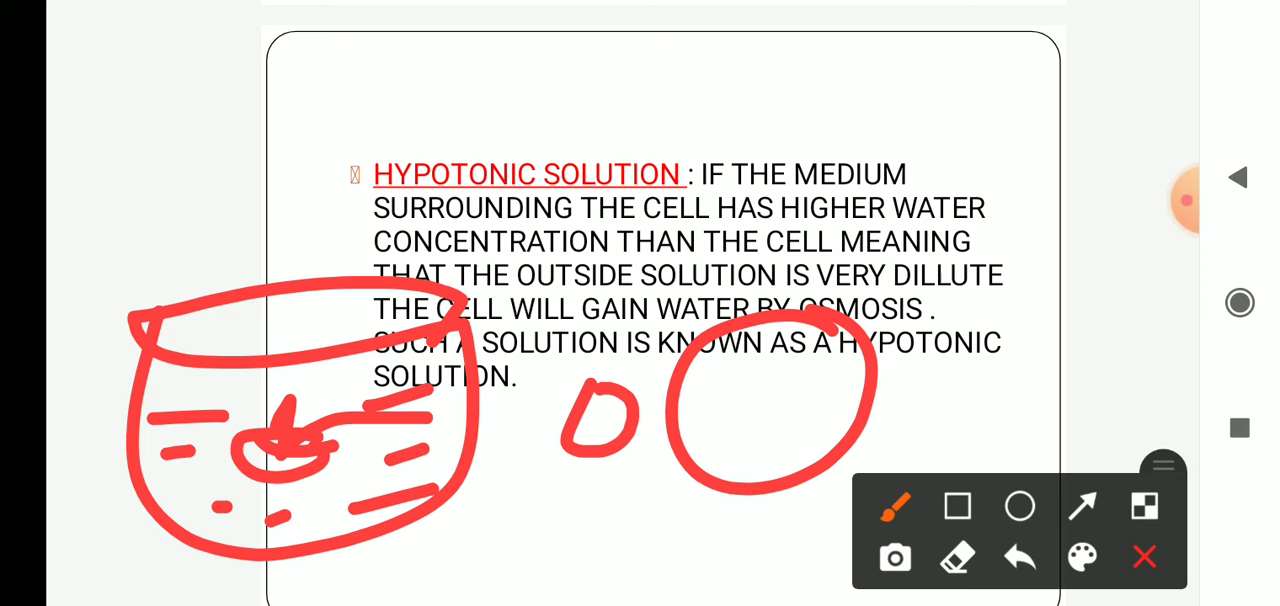 HYPOTONIC SOLUTION : IF THE MEDIUM
SURROUNDING THE CELL HAS HIGHER WATER
CONCENTRATION THAN THE CELL MEANING
THAT THE OUTSIDE SOLUTION IS VERY DILLUTE
THE CELL WILL GAIN WATER BY OSMOSIS .
SUCH A SOLUTION IS KNOWN AS A HYPOTONIC
SOLUTION.